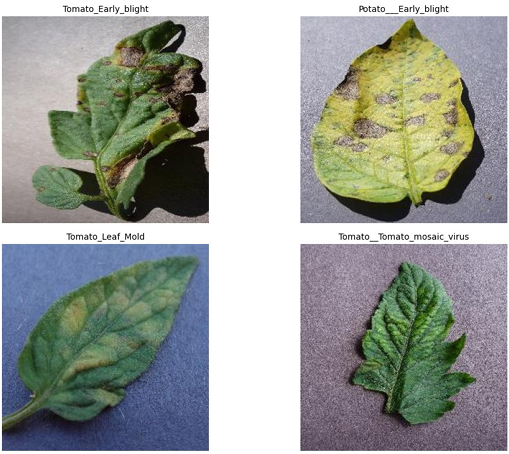 Tomato_Early_blight
Potato___Early_blight
Tomato_Leaf_Mold
Tomato__Tomato_mosaic_virus